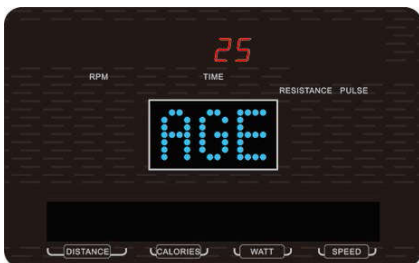 25
RPM TIME
RESISTANCE PULSE
AGE
DISTANCE CALORIES WATT SPEED